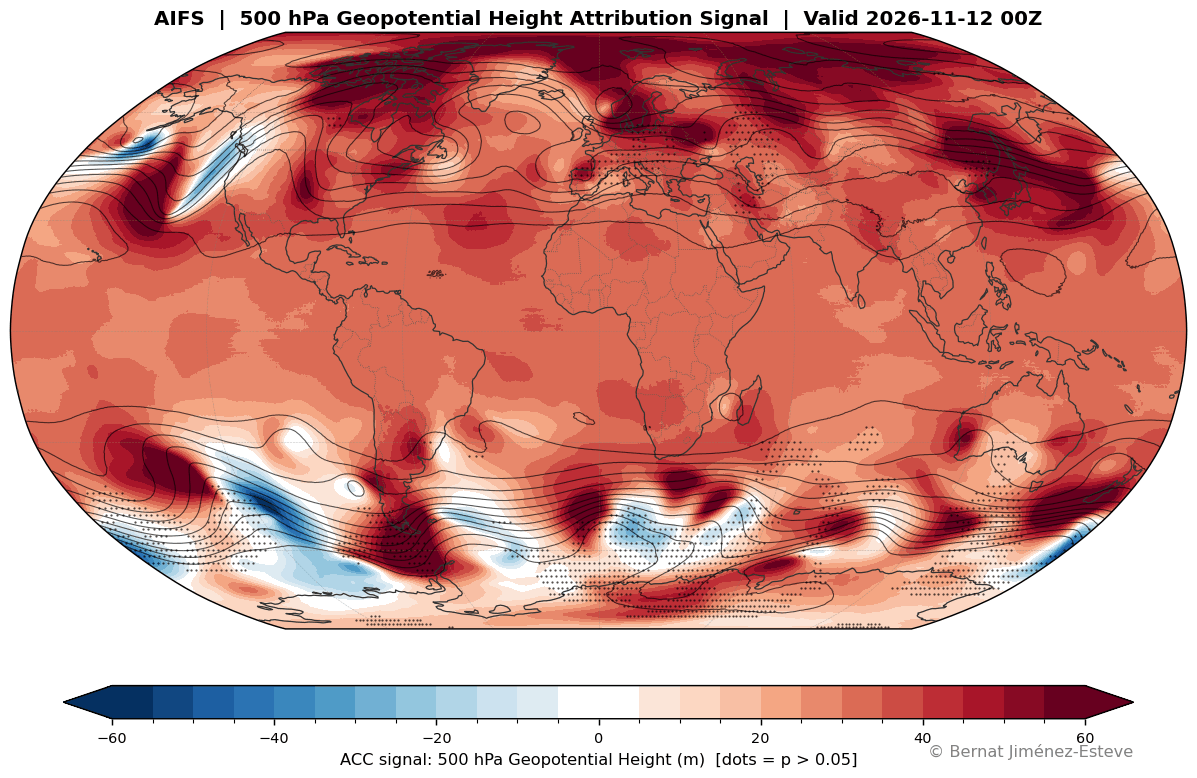 AIFS | 500 hPa Geopotential Height Attribution Signal | Valid 2026-11-12 00Z
−60 −40 −20 0 20 40 60
ACC signal: 500 hPa Geopotential Height (m) [dots = p > 0.05]
© Bernat Jiménez-Esteve